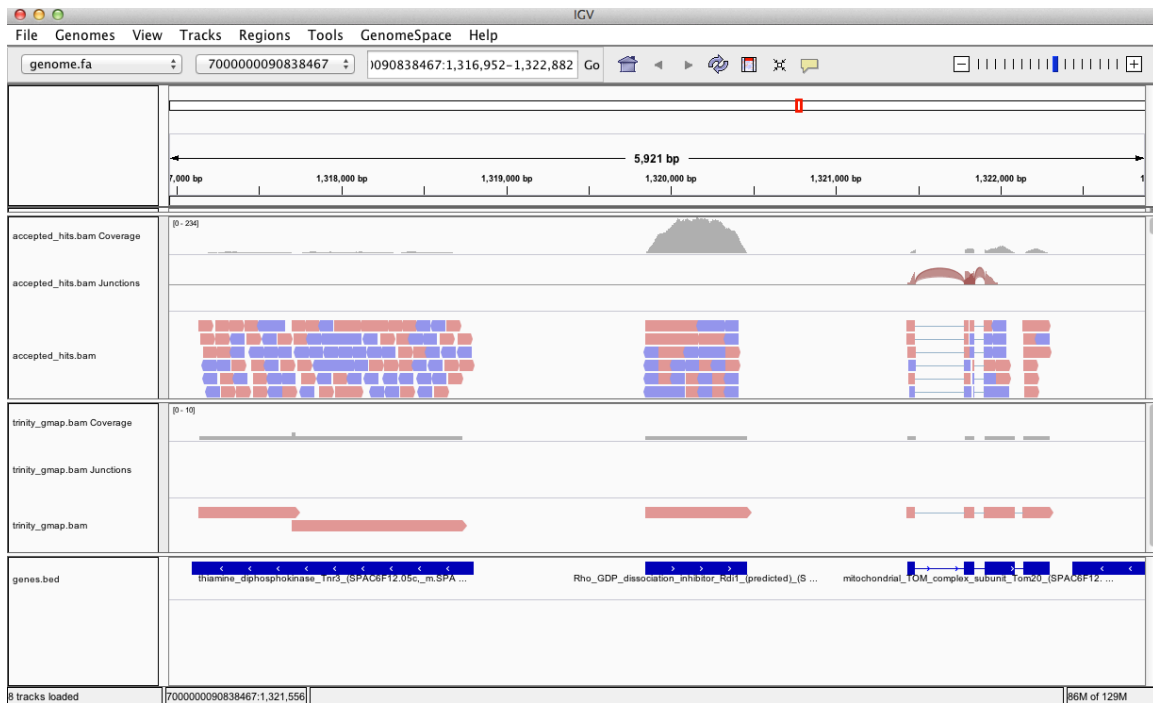 IGV
File Genomes View Tracks Regions Tools GenomeSpace Help
genome.fa 7000000090838467 )090838467:1,316,952-1,322,882 Go
5,921 bp
7,000 bp 1,318,000 bp 1,319,000 bp 1,320,000 bp 1,321,000 bp 1,322,000 bp 1
[0 - 234]
accepted_hits.bam Coverage
accepted_hits.bam Junctions
accepted_hits.bam
[0 - 10]
trinity_gmap.bam Coverage
trinity_gmap.bam Junctions
trinity_gmap.bam
genes.bed
thiamine_diphosphokinase_Tnr3_(SPAC6F12.05c,_m.SPA ... Rho_GDP_dissociation_inhibitor_Rdi1_(predicted)_(S ... mitochondrial_TOM_complex_subunit_Tom20_(SPAC6F12. ...
8 tracks loaded 7000000090838467:1,321,556 86M of 129M